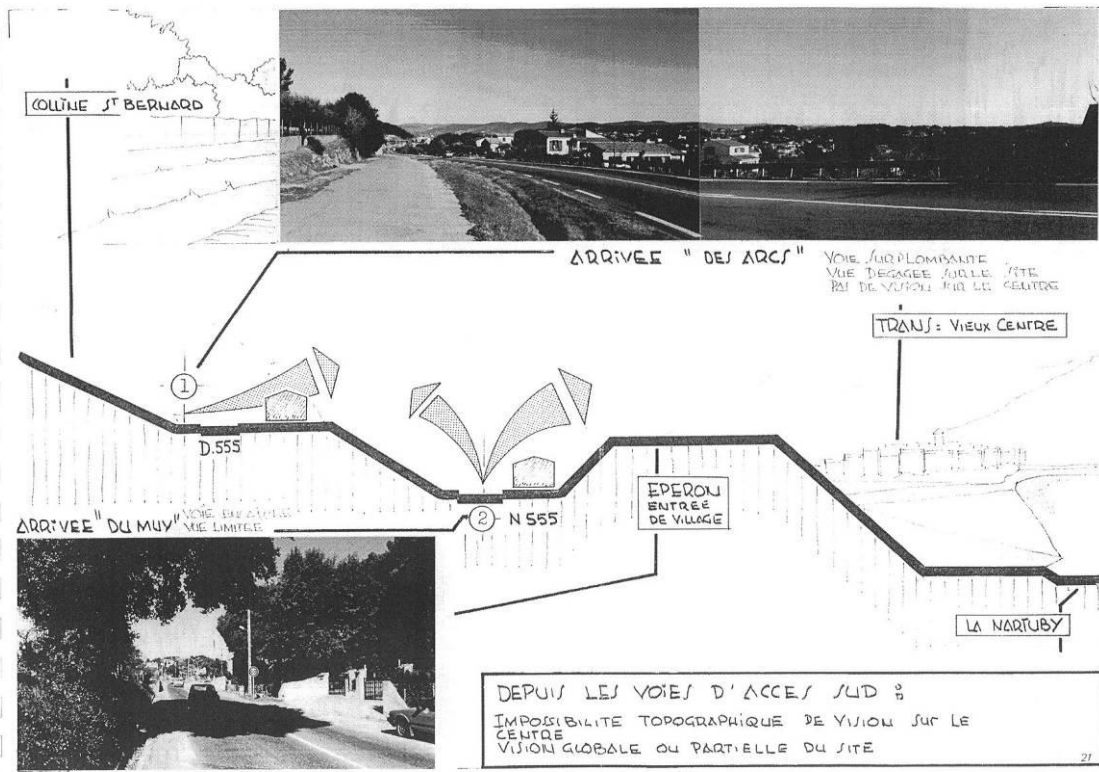 COLLINE ST BERNARD
ARRIVEE "DES ARCS"
VOIE SURPLOMBANTE
VUE DEGAGEE SUR LE SITE
PAS DE VISION SUR LE CENTRE
TRANS: VIEUX CENTRE
1
D.555
ARRIVEE "DU MUY"
VUE LIMITEE
2 N 555
EPERON
ENTREE
DE VILLAGE
LA NARTUBY
DEPUIS LES VOIES D'ACCES SUD :
IMPOSSIBILITE TOPOGRAPHIQUE DE VISION SUR LE
CENTRE
VISION GLOBALE OU PARTIELLE DU SITE
21